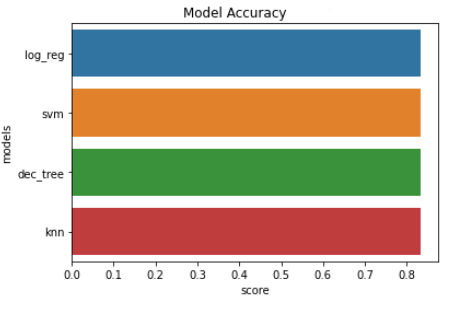 Model Accuracy
models
log_reg
svm
dec_tree
knn
0.0 0.1 0.2 0.3 0.4 0.5 0.6 0.7 0.8
score